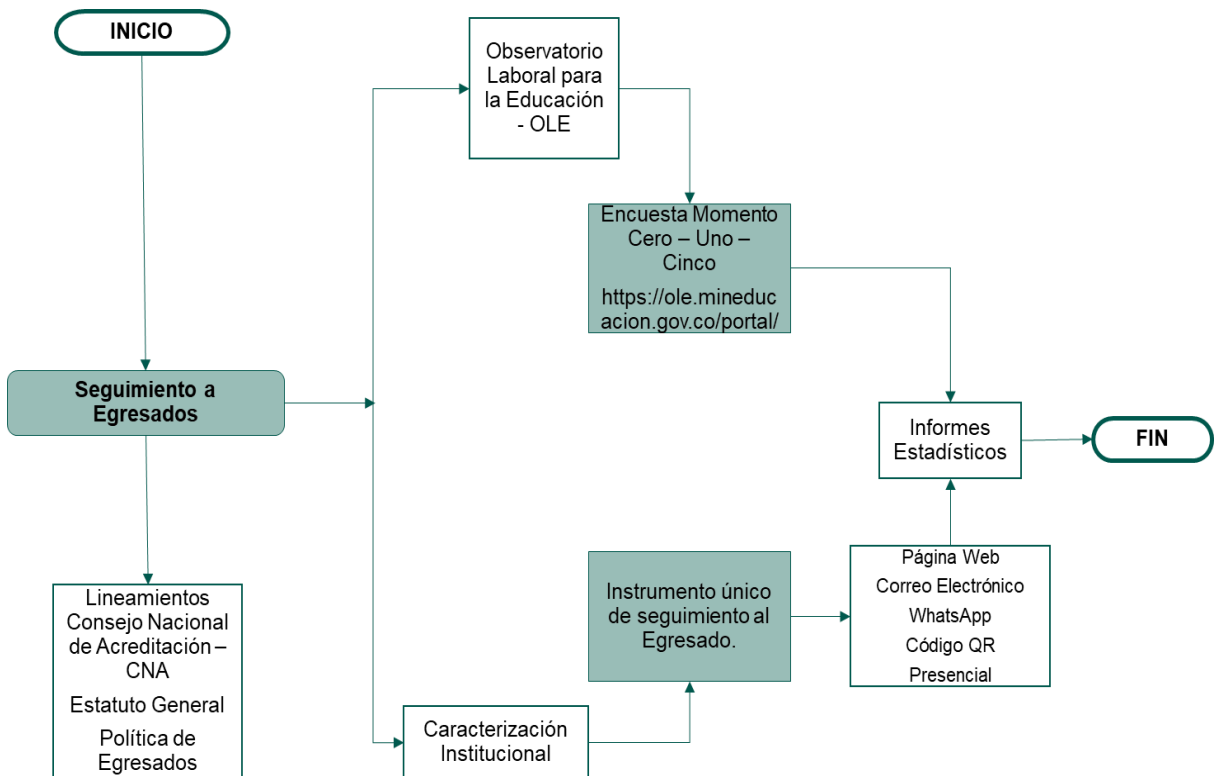 INICIO
Observatorio
Laboral para
la Educación
- OLE
Encuesta Momento
Cero – Uno –
Cinco
https://ole.mineduc
acion.gov.co/portal/
Seguimiento a
Egresados
Informes
Estadísticos
FIN
Lineamientos
Consejo Nacional
de Acreditación –
CNA
Estatuto General
Política de
Egresados
Instrumento único
de seguimiento al
Egresado.
Página Web
Correo Electrónico
WhatsApp
Código QR
Presencial
Caracterización
Institucional